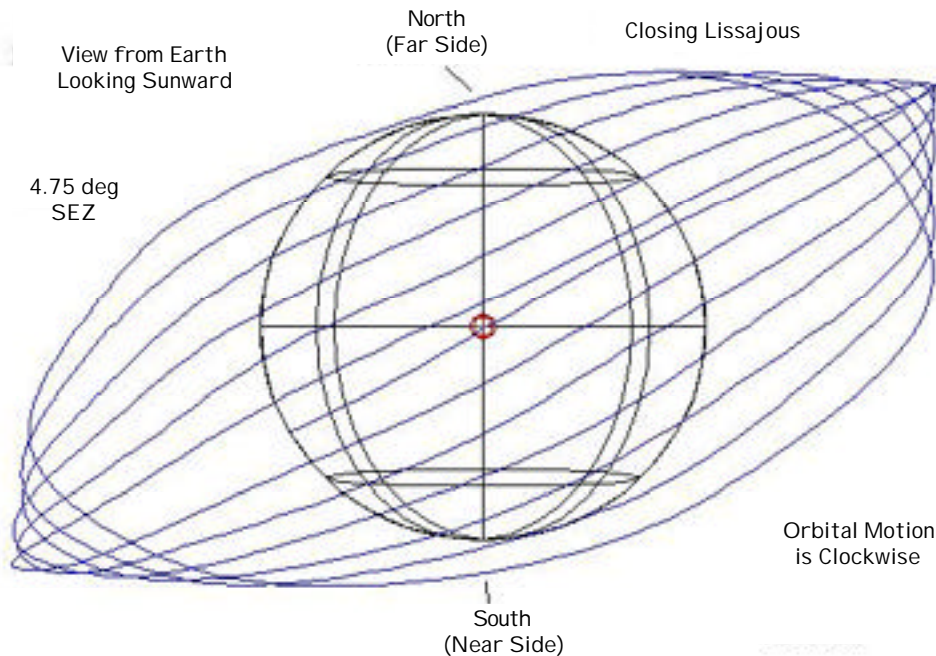 North
(Far Side)
Closing Lissajous
View from Earth
Looking Sunward
4.75 deg
SEZ
Orbital Motion
is Clockwise
South
(Near Side)